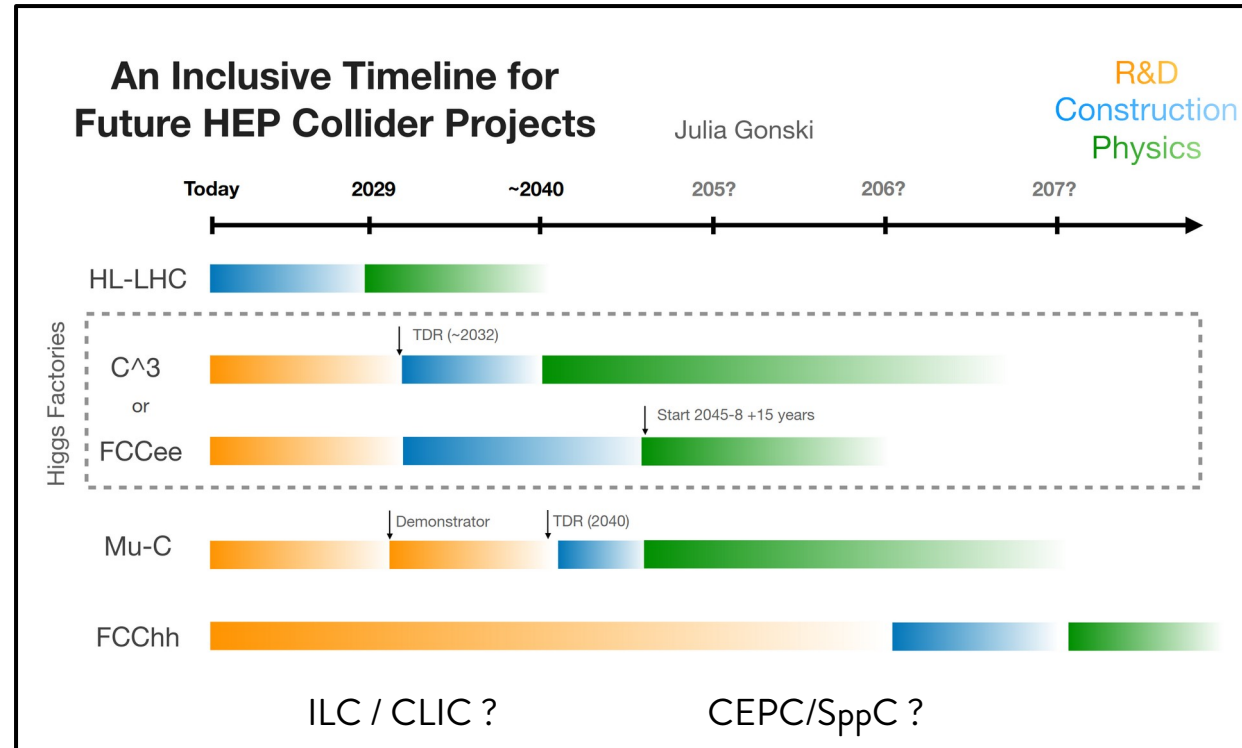 An Inclusive Timeline for
Future HEP Collider Projects
Julia Gonski
R&D
Construction
Physics
Today 2029 ~2040 205? 206? 207?
HL-LHC
Higgs Factories
TDR (~2032)
C^3
or
Start 2045-8 +15 years
FCCee
Demonstrator TDR (2040)
Mu-C
FCChh
ILC / CLIC ? CEPC/SppC ?